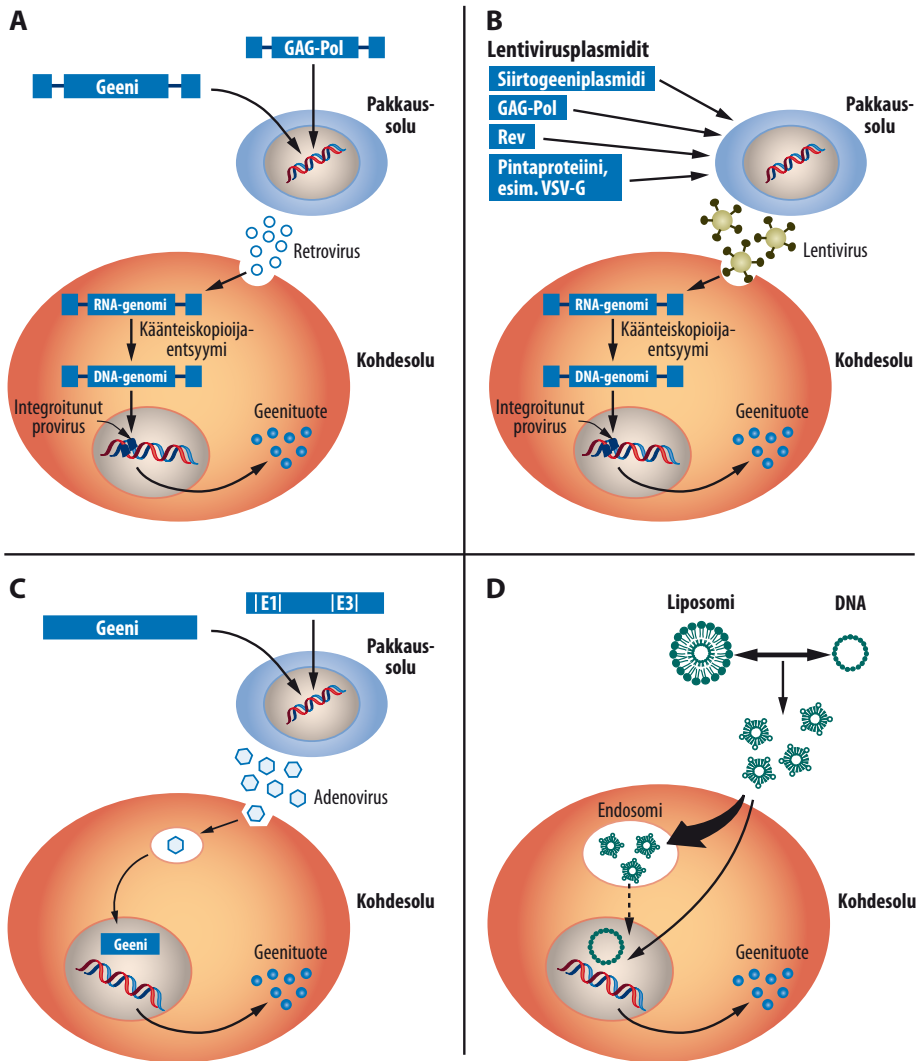 A
GAG-Pol
Geeni
Pakkaus-
solu
Retrovirus
RNA-genomi
Käänteiskopioija-
entsyymi
Kohdesolu
DNA-genomi
Integroitunut
provirus
Geenituote
B
Lentivirusplasmidit
Siirtogeeniplasmidi
GAG-Pol
Rev
Pintaproteiini,
esim. VSV-G
Pakkaus-
solu
Lentivirus
RNA-genomi
Käänteiskopioija-
entsyymi
Kohdesolu
DNA-genomi
Integroitunut
provirus
Geenituote
C
|E1| |E3|
Geeni
Pakkaus-
solu
Adenovirus
Kohdesolu
Geeni
Geenituote
D
Liposomi
DNA
Endosomi
Kohdesolu
Geenituote